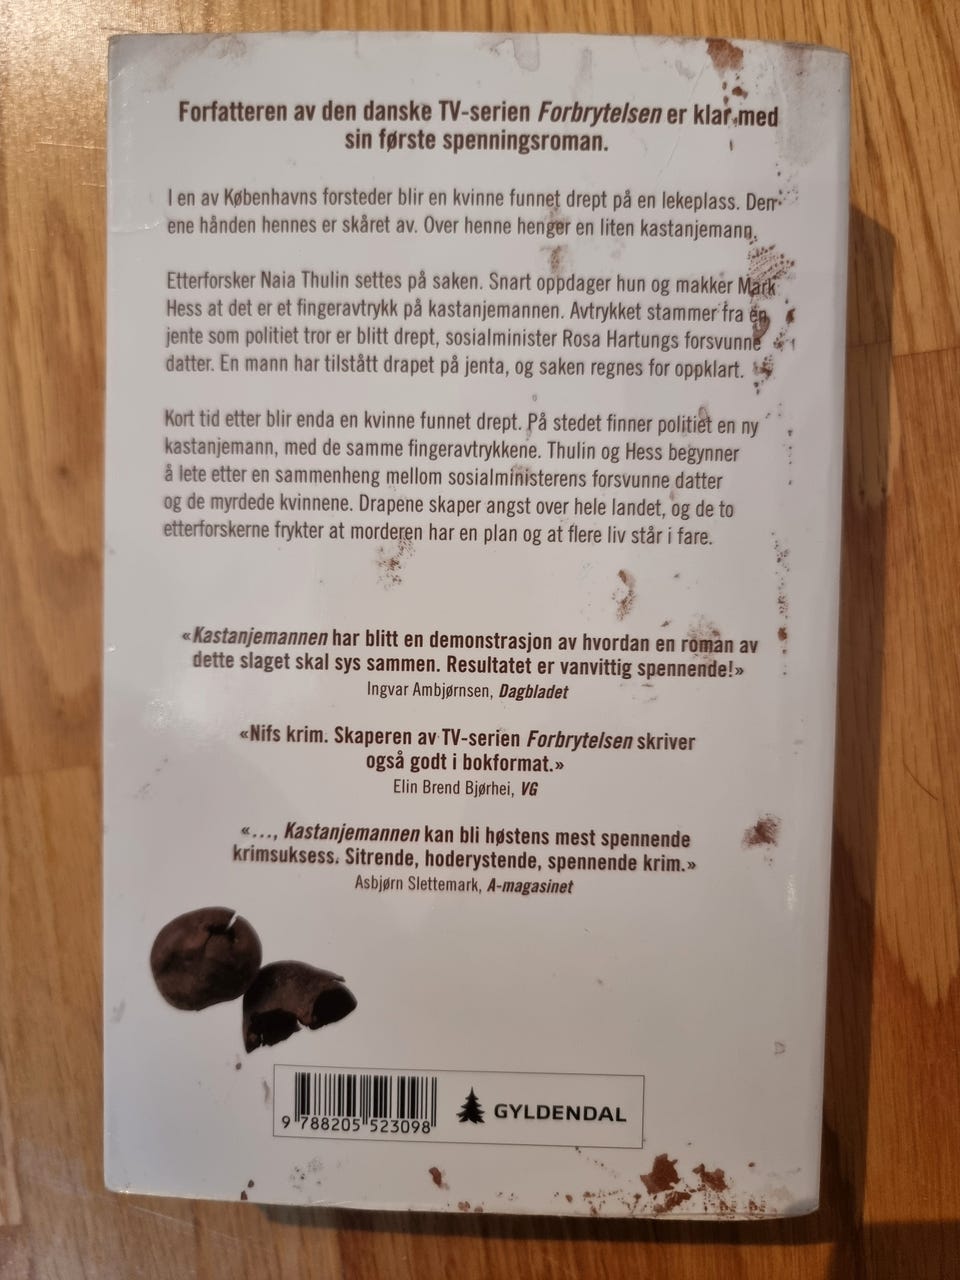 Forfatteren av den danske TV-serien Forbrytelsen er klar med
sin første spenningsroman.
I en av Københavns forsteder blir en kvinne funnet drept på en lekeplass. Den
ene hånden hennes er skåret av. Over henne henger en liten kastanjemann.
Etterforsker Naia Thulin settes på saken. Snart oppdager hun og makker Mark
Hess at det er et fingeravtrykk på kastanjemannen. Avtrykket stammer fra en
jente som politiet tror er blitt drept, sosialminister Rosa Hartungs forsvunne
datter. En mann har tilstått drapet på jenta, og saken regnes for oppklart.
Kort tid etter blir enda en kvinne funnet drept. På stedet finner politiet en ny
kastanjemann, med de samme fingeravtrykkene. Thulin og Hess begynner
å lete etter en sammenheng mellom sosialministerens forsvunne datter
og de myrdede kvinnene. Drapene skaper angst over hele landet, og de to
etterforskerne frykter at morderen har en plan og at flere liv står i fare.
«Kastanjemannen har blitt en demonstrasjon av hvordan en roman av
dette slaget skal sys sammen. Resultatet er vanvittig spennende!»
Ingvar Ambjørnsen, Dagbladet
«Nifs krim. Skaperen av TV-serien Forbrytelsen skriver
også godt i bokformat.»
Elin Brend Bjørhei, VG
«..., Kastanjemannen kan bli høstens mest spennende
krimsuksess. Sitrende, hoderystende, spennende krim.»
Asbjørn Slettemark, A-magasinet
9 788205 523098
GYLDENDAL